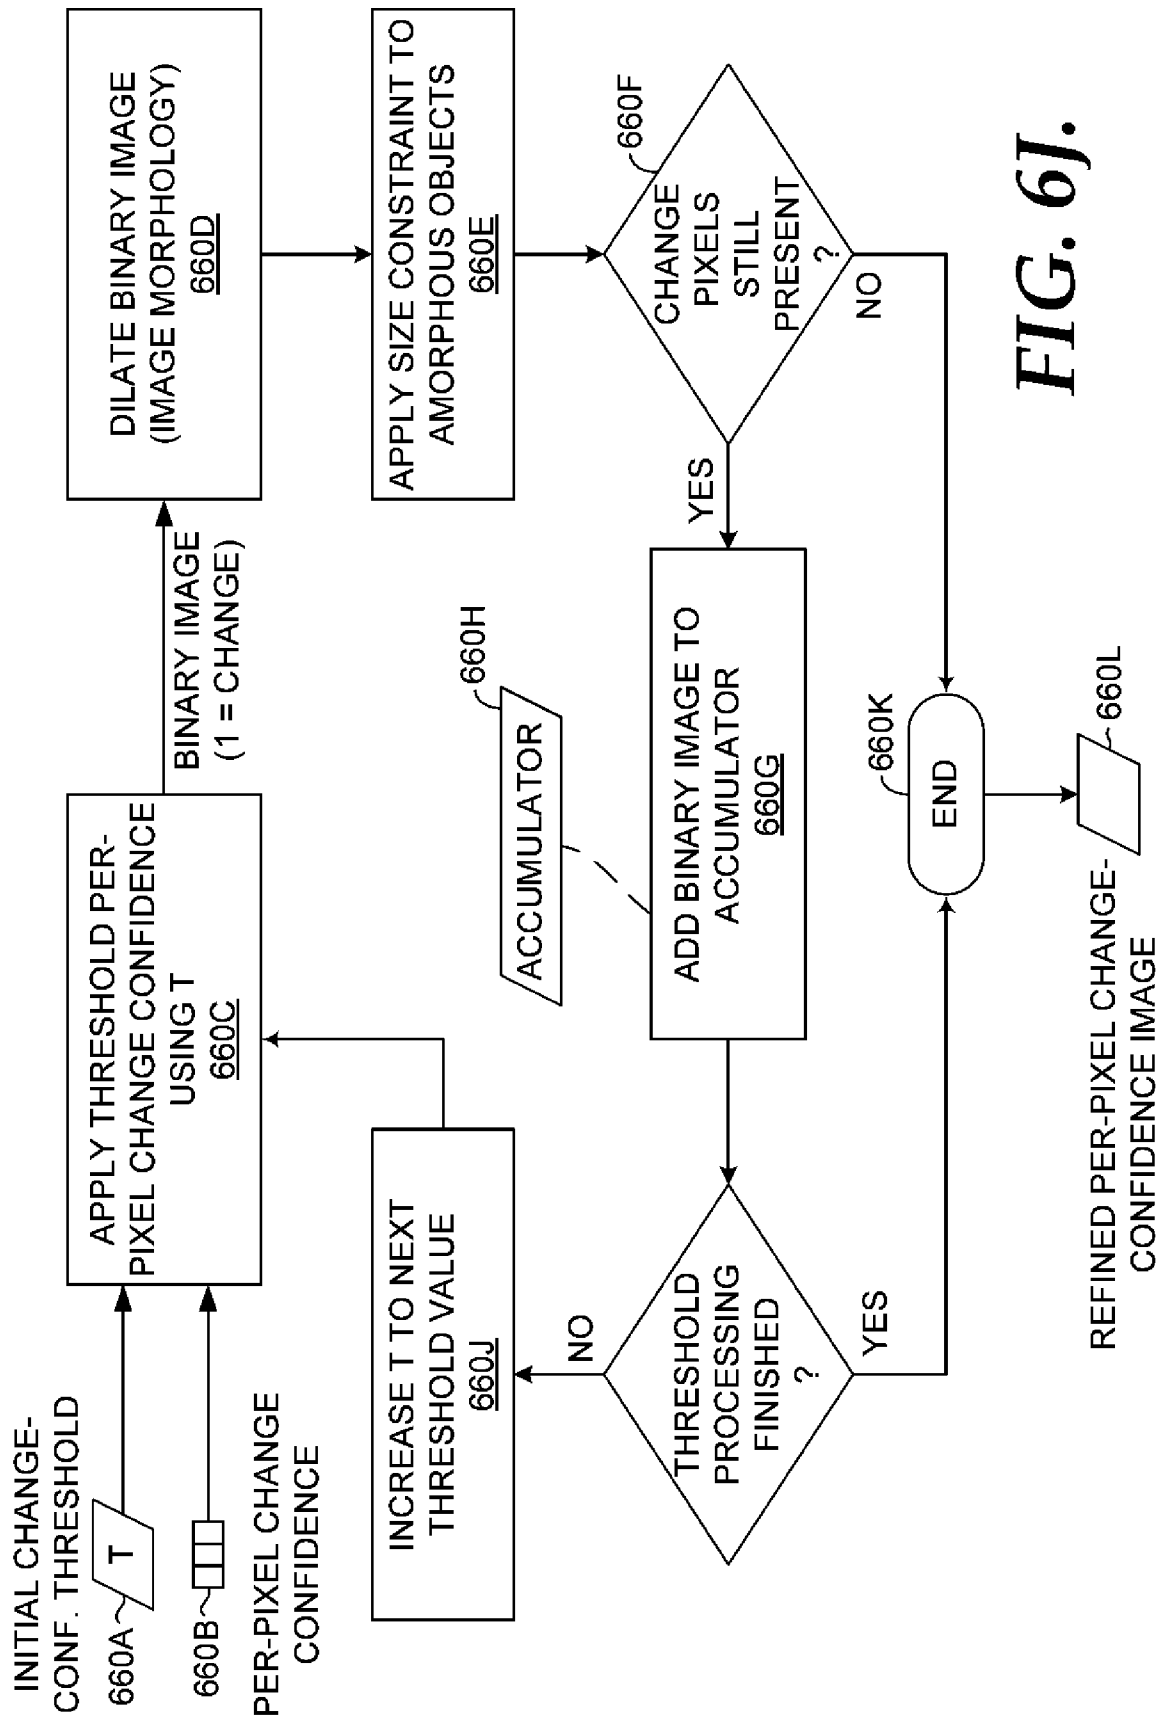 INITIAL CHANGE-
CONF. THRESHOLD
660A
T
660B
PER-PIXEL CHANGE
CONFIDENCE
APPLY THRESHOLD PER-
PIXEL CHANGE CONFIDENCE
USING T
660C
BINARY IMAGE
(1 = CHANGE)
DILATE BINARY IMAGE
(IMAGE MORPHOLOGY)
660D
APPLY SIZE CONSTRAINT TO
AMORPHOUS OBJECTS
660E
660F
CHANGE
PIXELS
STILL
PRESENT
?
YES
NO
660H
ACCUMULATOR
ADD BINARY IMAGE TO
ACCUMULATOR
660G
THRESHOLD
PROCESSING
FINISHED
?
NO
YES
INCREASE T TO NEXT
THRESHOLD VALUE
660J
660K
END
660L
REFINED PER-PIXEL CHANGE-
CONFIDENCE IMAGE
FIG. 6J.